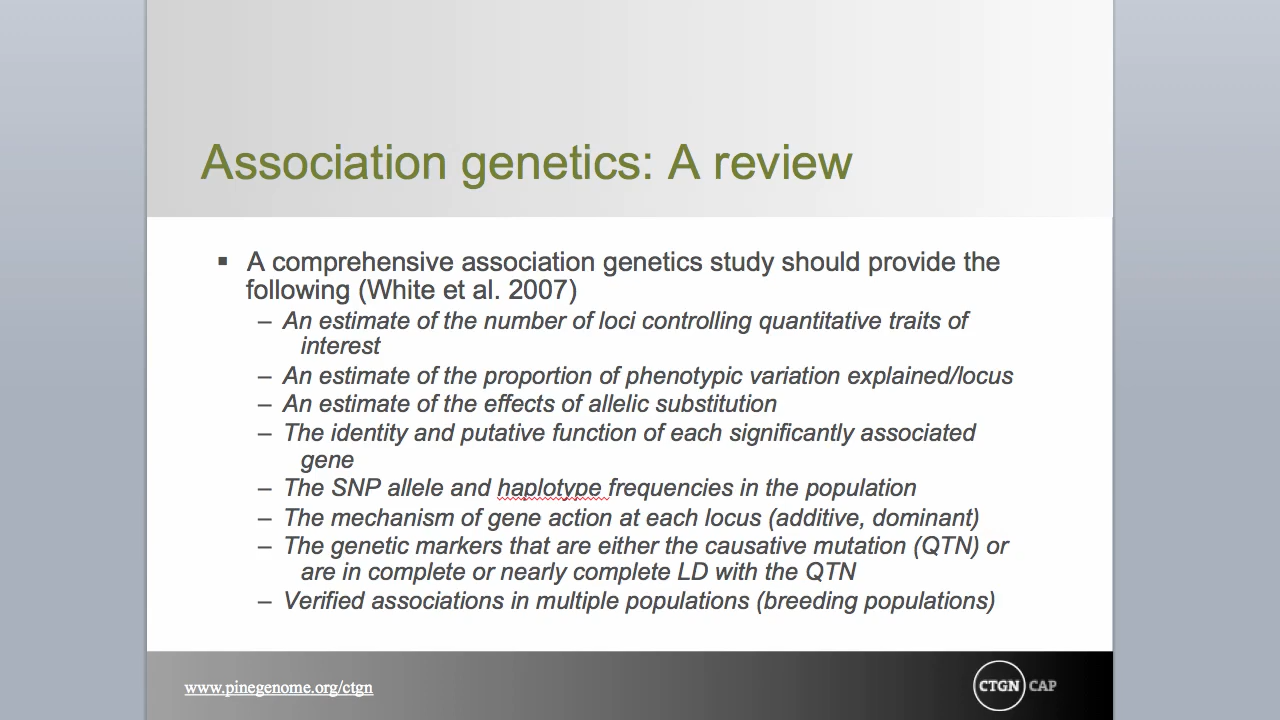 Association genetics: A review
▪ A comprehensive association genetics study should provide the
following (White et al. 2007)
– An estimate of the number of loci controlling quantitative traits of
interest
– An estimate of the proportion of phenotypic variation explained/locus
– An estimate of the effects of allelic substitution
– The identity and putative function of each significantly associated
gene
– The SNP allele and haplotype frequencies in the population
– The mechanism of gene action at each locus (additive, dominant)
– The genetic markers that are either the causative mutation (QTN) or
are in complete or nearly complete LD with the QTN
– Verified associations in multiple populations (breeding populations)
www.pinegenome.org/ctgn
CTGN CAP